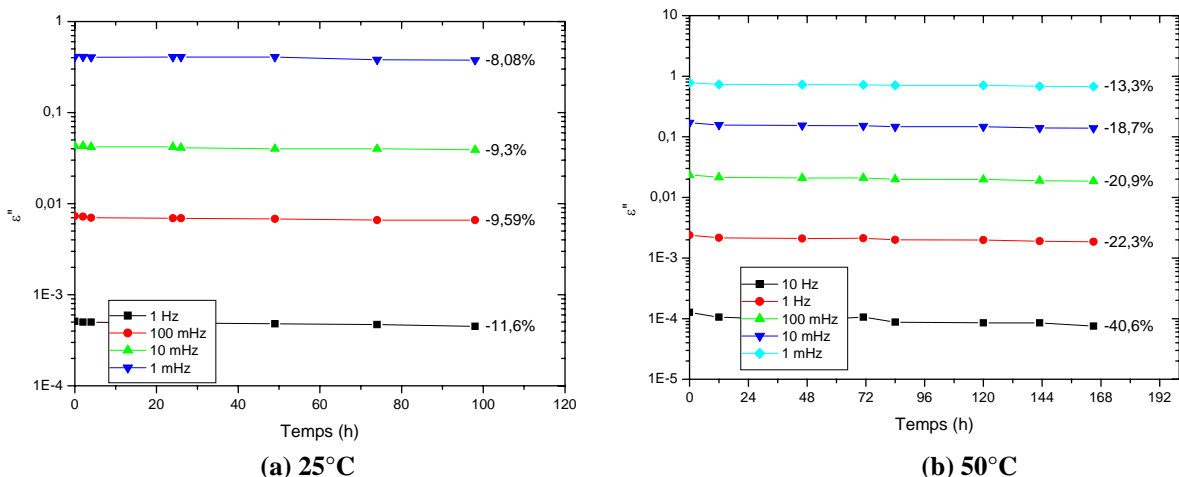 1
0,1
0,01
1E-3
1E-4
ε"
-8,08%
-9,3%
-9,59%
-11,6%
1 Hz
100 mHz
10 mHz
1 mHz
0 20 40 60 80 100 120
Temps (h)
(a) 25°C
10
1
0,1
0,01
1E-3
1E-4
1E-5
ε"
-13,3%
-18,7%
-20,9%
-22,3%
-40,6%
10 Hz
1 Hz
100 mHz
10 mHz
1 mHz
0 24 48 72 96 120 144 168 192
Temps (h)
(b) 50°C